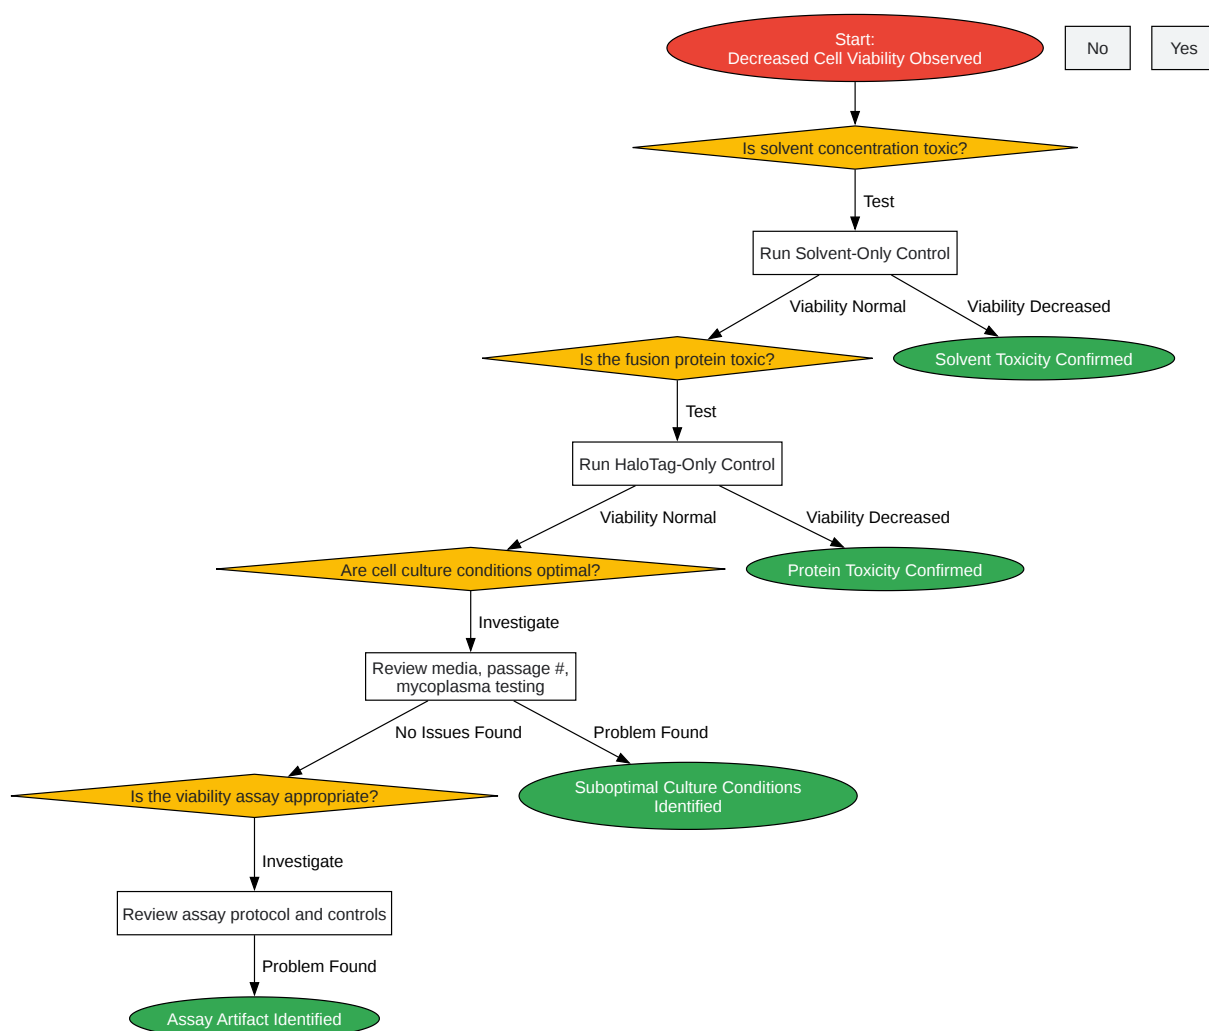 Start:
Decreased Cell Viability Observed
No
Yes
Is solvent concentration toxic?
Test
Run Solvent-Only Control
Viability Normal
Viability Decreased
Is the fusion protein toxic?
Solvent Toxicity Confirmed
Test
Run HaloTag-Only Control
Viability Normal
Viability Decreased
Are cell culture conditions optimal?
Protein Toxicity Confirmed
Investigate
Review media, passage #,
mycoplasma testing
No Issues Found
Problem Found
Is the viability assay appropriate?
Suboptimal Culture Conditions
Identified
Investigate
Review assay protocol and controls
Problem Found
Assay Artifact Identified